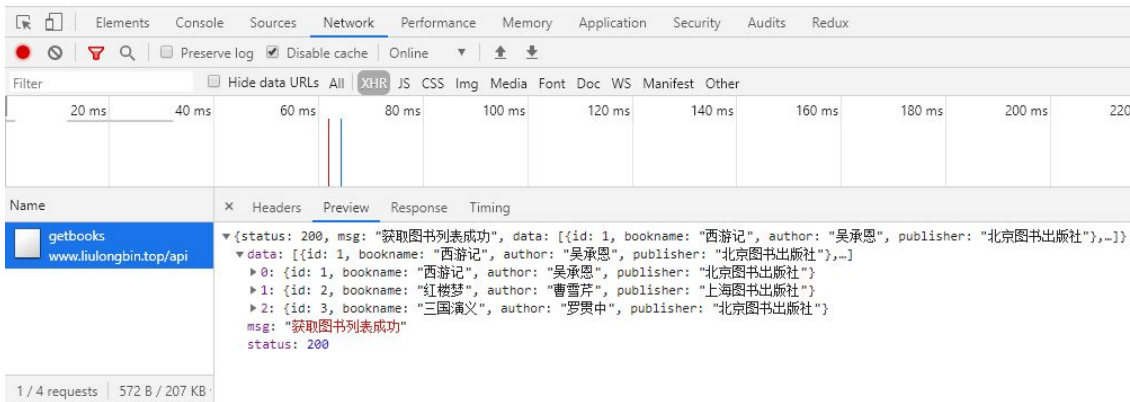 Elements Console Sources Network Performance Memory Application Security Audits Redux
Preserve log Disable cache Online
Filter Hide data URLs All XHR JS CSS Img Media Font Doc WS Manifest Other
20 ms 40 ms 60 ms 80 ms 100 ms 120 ms 140 ms 160 ms 180 ms 200 ms 220
Name × Headers Preview Response Timing
getbooks
www.liulongbin.top/api
▼{status: 200, msg: "获取图书列表成功", data: [{id: 1, bookname: "西游记", author: "吴承恩", publisher: "北京图书出版社"},…]}
▼data: [{id: 1, bookname: "西游记", author: "吴承恩", publisher: "北京图书出版社"},…]
▶0: {id: 1, bookname: "西游记", author: "吴承恩", publisher: "北京图书出版社"}
▶1: {id: 2, bookname: "红楼梦", author: "曹雪芹", publisher: "上海图书出版社"}
▶2: {id: 3, bookname: "三国演义", author: "罗贯中", publisher: "北京图书出版社"}
msg: "获取图书列表成功"
status: 200
1 / 4 requests 572 B / 207 KB